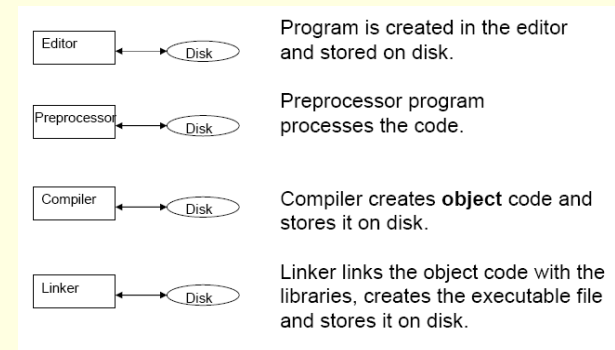 Editor
Disk
Program is created in the editor
and stored on disk.
Preprocessor
Disk
Preprocessor program
processes the code.
Compiler
Disk
Compiler creates object code and
stores it on disk.
Linker
Disk
Linker links the object code with the
libraries, creates the executable file
and stores it on disk.